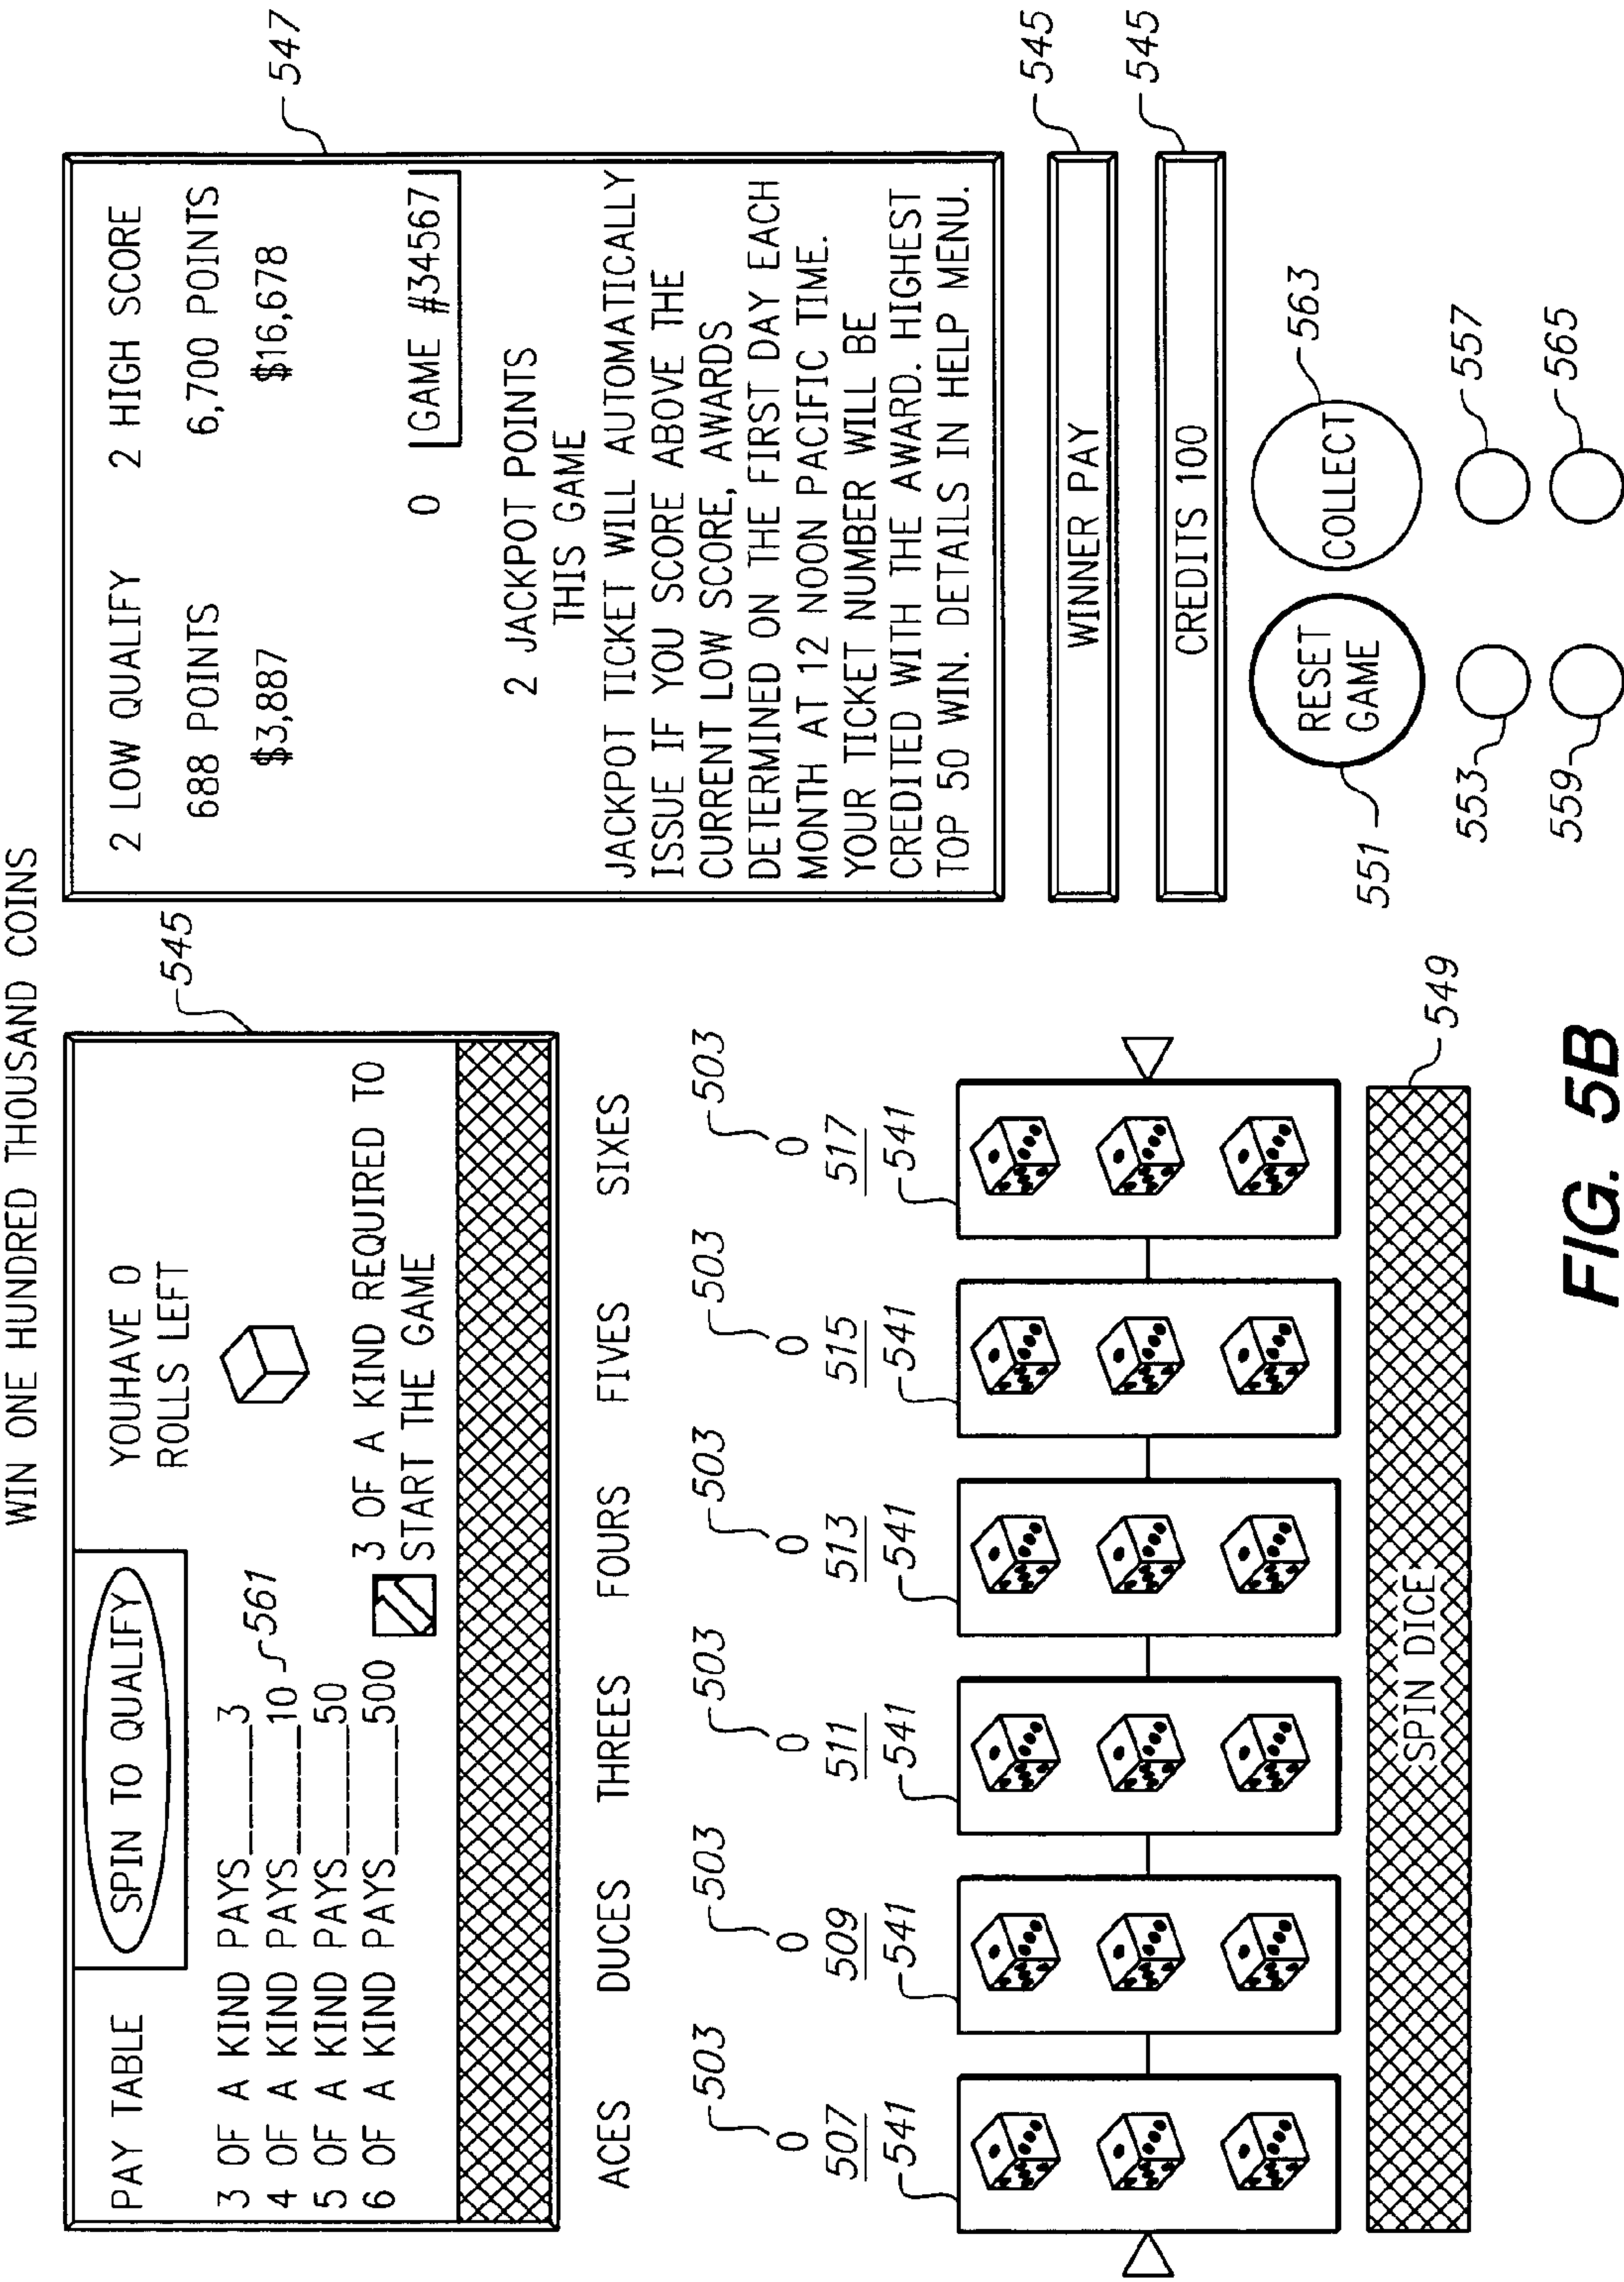 WIN ONE HUNDRED THOUSAND COINS
PAY TABLE
SPIN TO QUALIFY
YOUHAVE 0
ROLLS LEFT
545
3 OF A KIND PAYS_____3
4 OF A KIND PAYS_____10 561
5 OF A KIND PAYS_____50
6 OF A KIND PAYS_____500
3 OF A KIND REQUIRED TO
START THE GAME
2 LOW QUALIFY 2 HIGH SCORE
688 POINTS 6,700 POINTS
$3,887 $16,678
547
0 GAME #34567
2 JACKPOT POINTS
THIS GAME
JACKPOT TICKET WILL AUTOMATICALLY
ISSUE IF YOU SCORE ABOVE THE
CURRENT LOW SCORE, AWARDS
DETERMINED ON THE FIRST DAY EACH
MONTH AT 12 NOON PACIFIC TIME.
YOUR TICKET NUMBER WILL BE
CREDITED WITH THE AWARD. HIGHEST
TOP 50 WIN. DETAILS IN HELP MENU.
ACES DUCES THREES FOURS FIVES SIXES
503 503 503 503 503 503
0 0 0 0 0 0
507 509 511 513 515 517
541 541 541 541 541 541
SPIN DICE
549
WINNER PAY
545
CREDITS 100
545
551
RESET
GAME
COLLECT
563
553 557
559 565
FIG. 5B